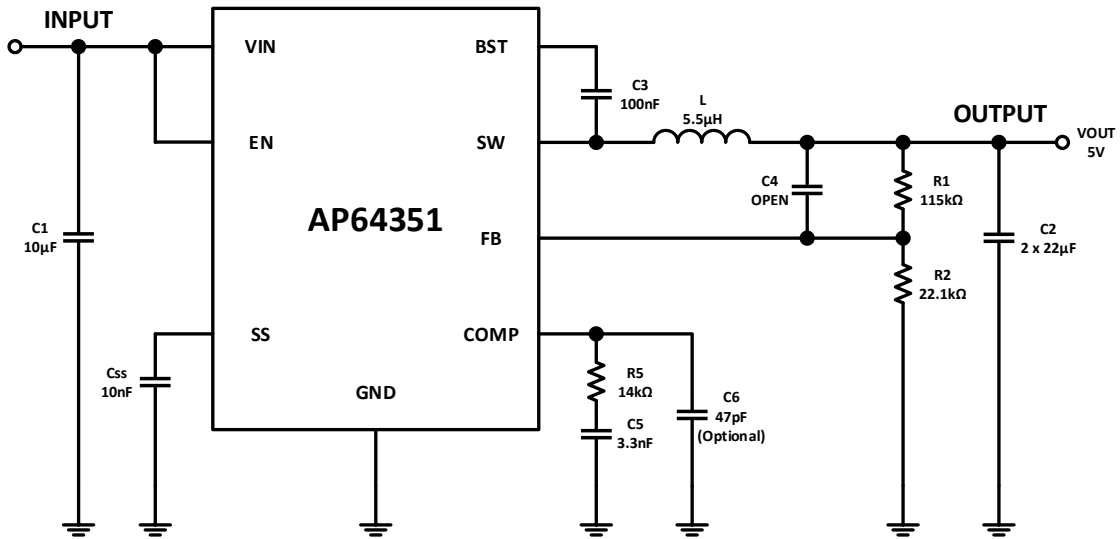 INPUT
VIN
BST
C3
100nF
L
5.5µH
OUTPUT
VOUT
5V
EN
SW
C4
OPEN
R1
115kΩ
AP64351
C1
10µF
FB
C2
2 x 22µF
R2
22.1kΩ
SS
COMP
Css
10nF
R5
14kΩ
GND
C6
47pF
(Optional)
C5
3.3nF